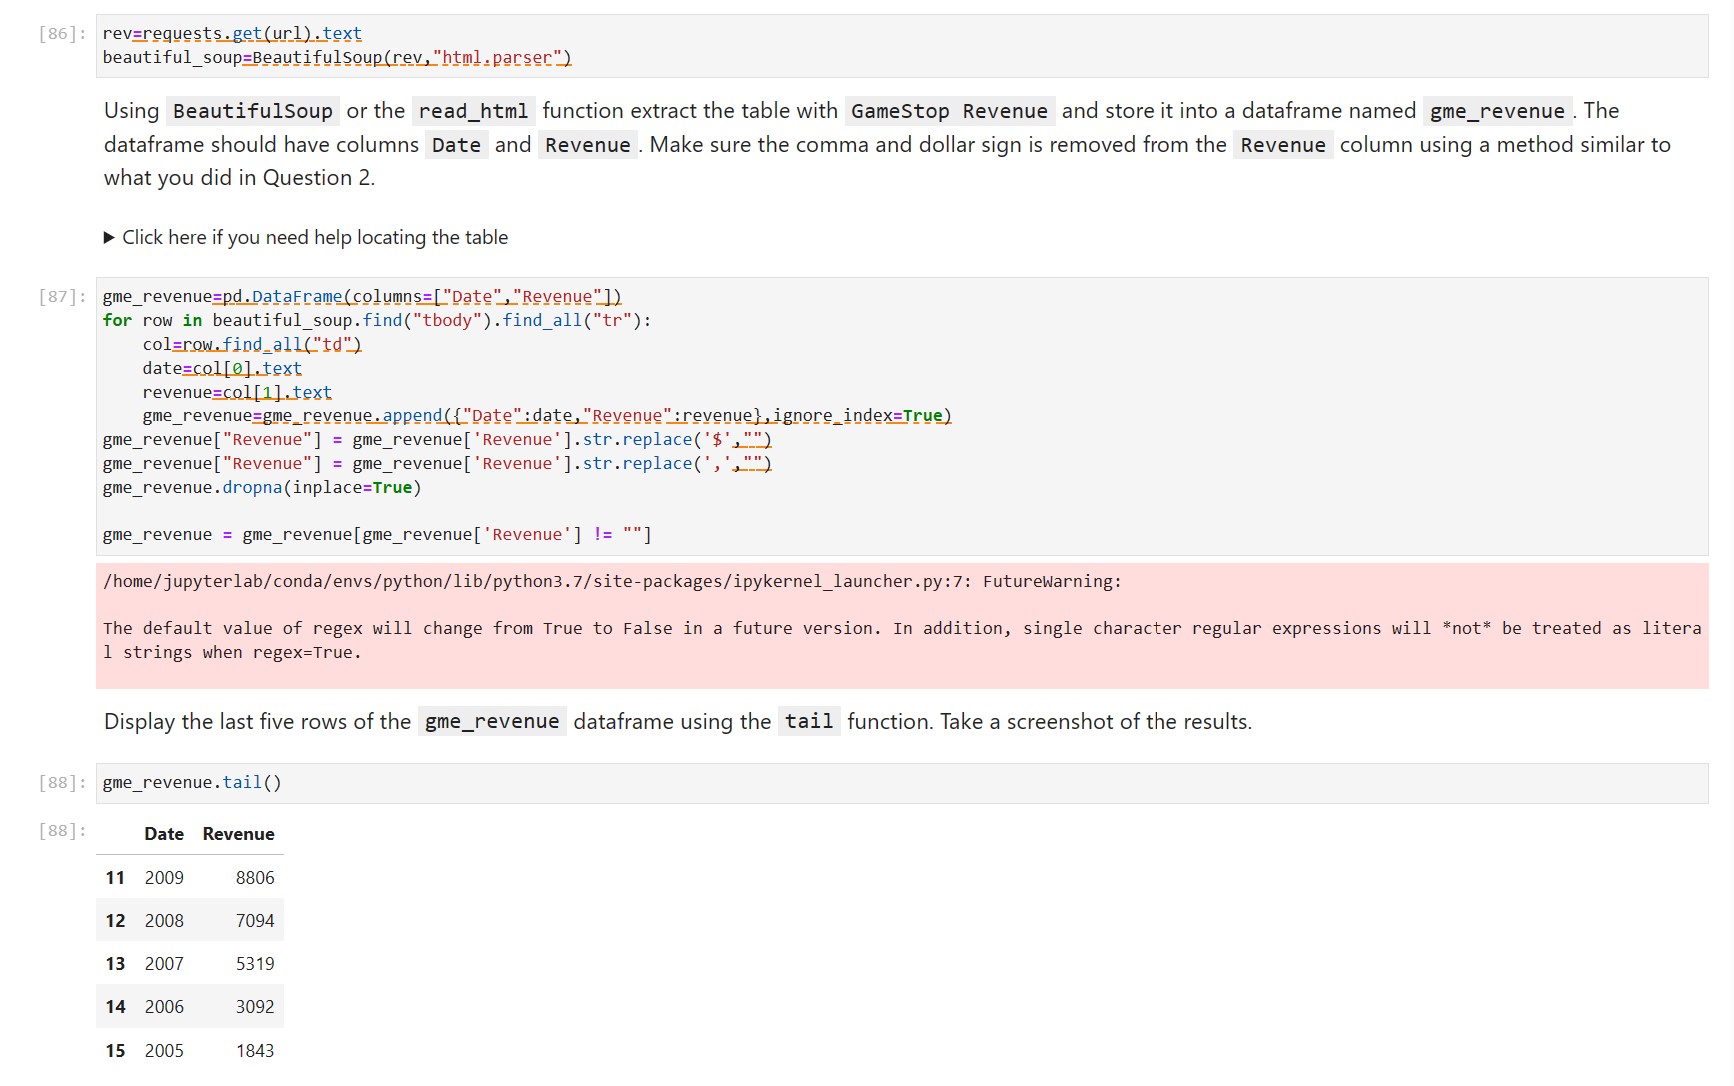 [86]: rev=requests.get(url).text
beautiful_soup=BeautifulSoup(rev,"html.parser")
Using BeautifulSoup or the read_html function extract the table with GameStop Revenue and store it into a dataframe named gme_revenue . The
dataframe should have columns Date and Revenue . Make sure the comma and dollar sign is removed from the Revenue column using a method similar to
what you did in Question 2.
▶ Click here if you need help locating the table
[87]: gme_revenue=pd.DataFrame(columns=["Date","Revenue"])
for row in beautiful_soup.find("tbody").find_all("tr"):
    col=row.find_all("td")
    date=col[0].text
    revenue=col[1].text
    gme_revenue=gme_revenue.append({"Date":date,"Revenue":revenue},ignore_index=True)
gme_revenue["Revenue"] = gme_revenue['Revenue'].str.replace('$',"")
gme_revenue["Revenue"] = gme_revenue['Revenue'].str.replace(',',"")
gme_revenue.dropna(inplace=True)
gme_revenue = gme_revenue[gme_revenue['Revenue'] != ""]
/home/jupyterlab/conda/envs/python/lib/python3.7/site-packages/ipykernel_launcher.py:7: FutureWarning:
The default value of regex will change from True to False in a future version. In addition, single character regular expressions will *not* be treated as litera
l strings when regex=True.
Display the last five rows of the gme_revenue dataframe using the tail function. Take a screenshot of the results.
[88]: gme_revenue.tail()
[88]: Date Revenue
11 2009 8806
12 2008 7094
13 2007 5319
14 2006 3092
15 2005 1843